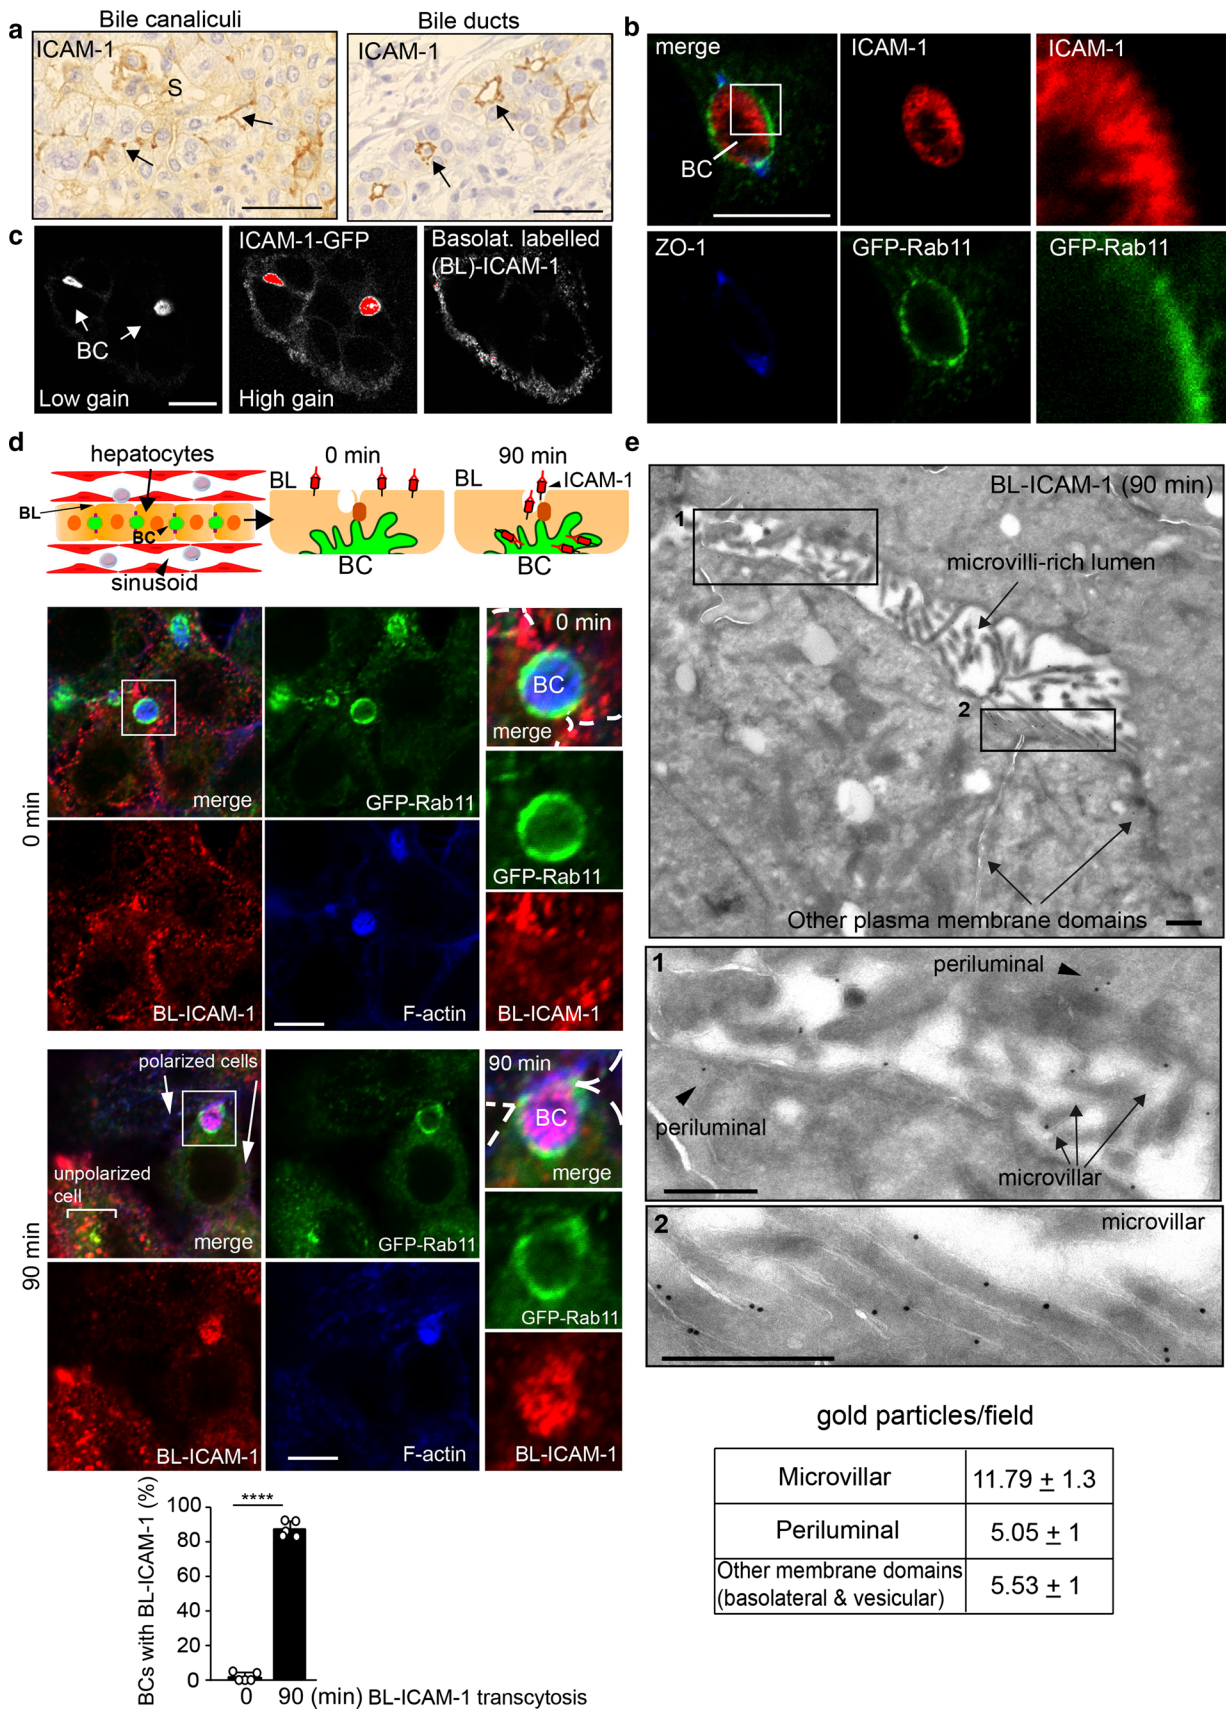 a
Bile canaliculi
Bile ducts
ICAM-1
S
ICAM-1
b
merge
BC
ICAM-1
ICAM-1
ZO-1
GFP-Rab11
GFP-Rab11
c
BC
Low gain
ICAM-1-GFP
High gain
Basolat. labelled
(BL)-ICAM-1
d
hepatocytes
BL
BC
sinusoid
0 min
BL
BC
90 min
BL
ICAM-1
BC
0 min
merge
GFP-Rab11
BL-ICAM-1
F-actin
0 min
BC
merge
GFP-Rab11
BL-ICAM-1
90 min
polarized cells
unpolarized
cell
merge
GFP-Rab11
BL-ICAM-1
F-actin
90 min
BC
merge
GFP-Rab11
BL-ICAM-1
BCs with BL-ICAM-1 (%)
100
80
60
40
20
0
****
0 90 (min) BL-ICAM-1 transcytosis
e
BL-ICAM-1 (90 min)
1
microvilli-rich lumen
2
Other plasma membrane domains
1
periluminal
periluminal
microvillar
2
microvillar
gold particles/field
Microvillar 11.79 ± 1.3
Periluminal 5.05 ± 1
Other membrane domains
(basolateral & vesicular) 5.53 ± 1